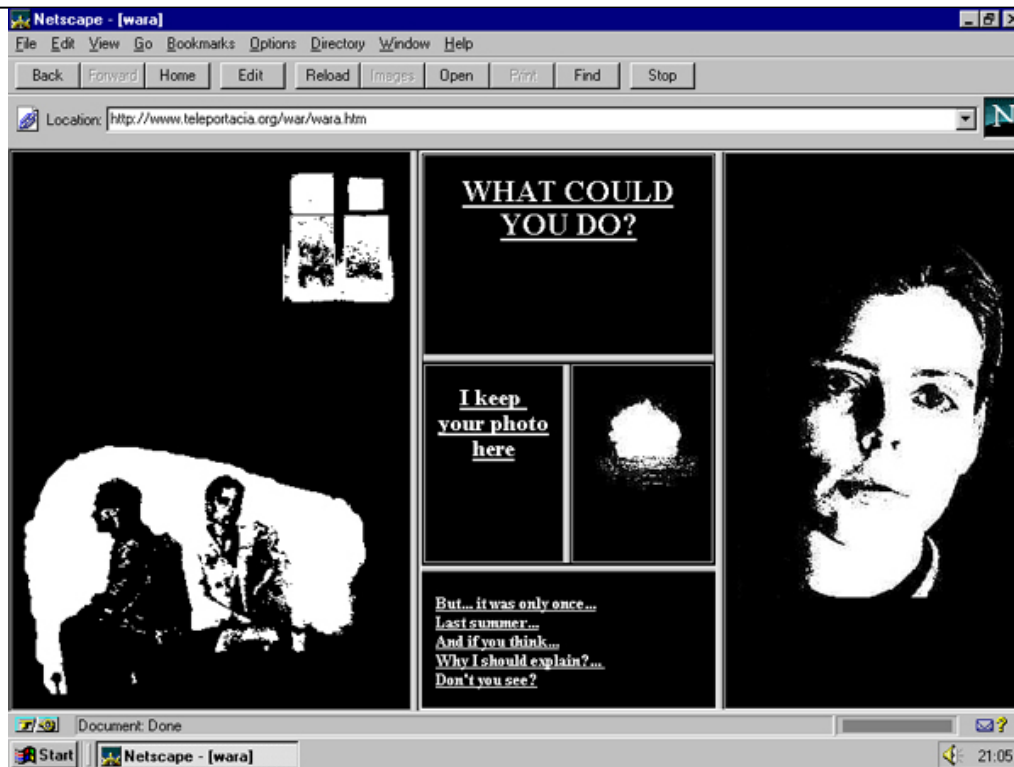 Netscape - [wara]
File Edit View Go Bookmarks Options Directory Window Help
Back Forward Home Edit Reload Images Open Print Find Stop
Location: http://www.teleportacia.org/war/wara.htm
N
WHAT COULD
YOU DO?
I keep
your photo
here
But... it was only once...
Last summer...
And if you think...
Why I should explain?...
Don't you see?
Document: Done
Start Netscape - [wara] 21:05